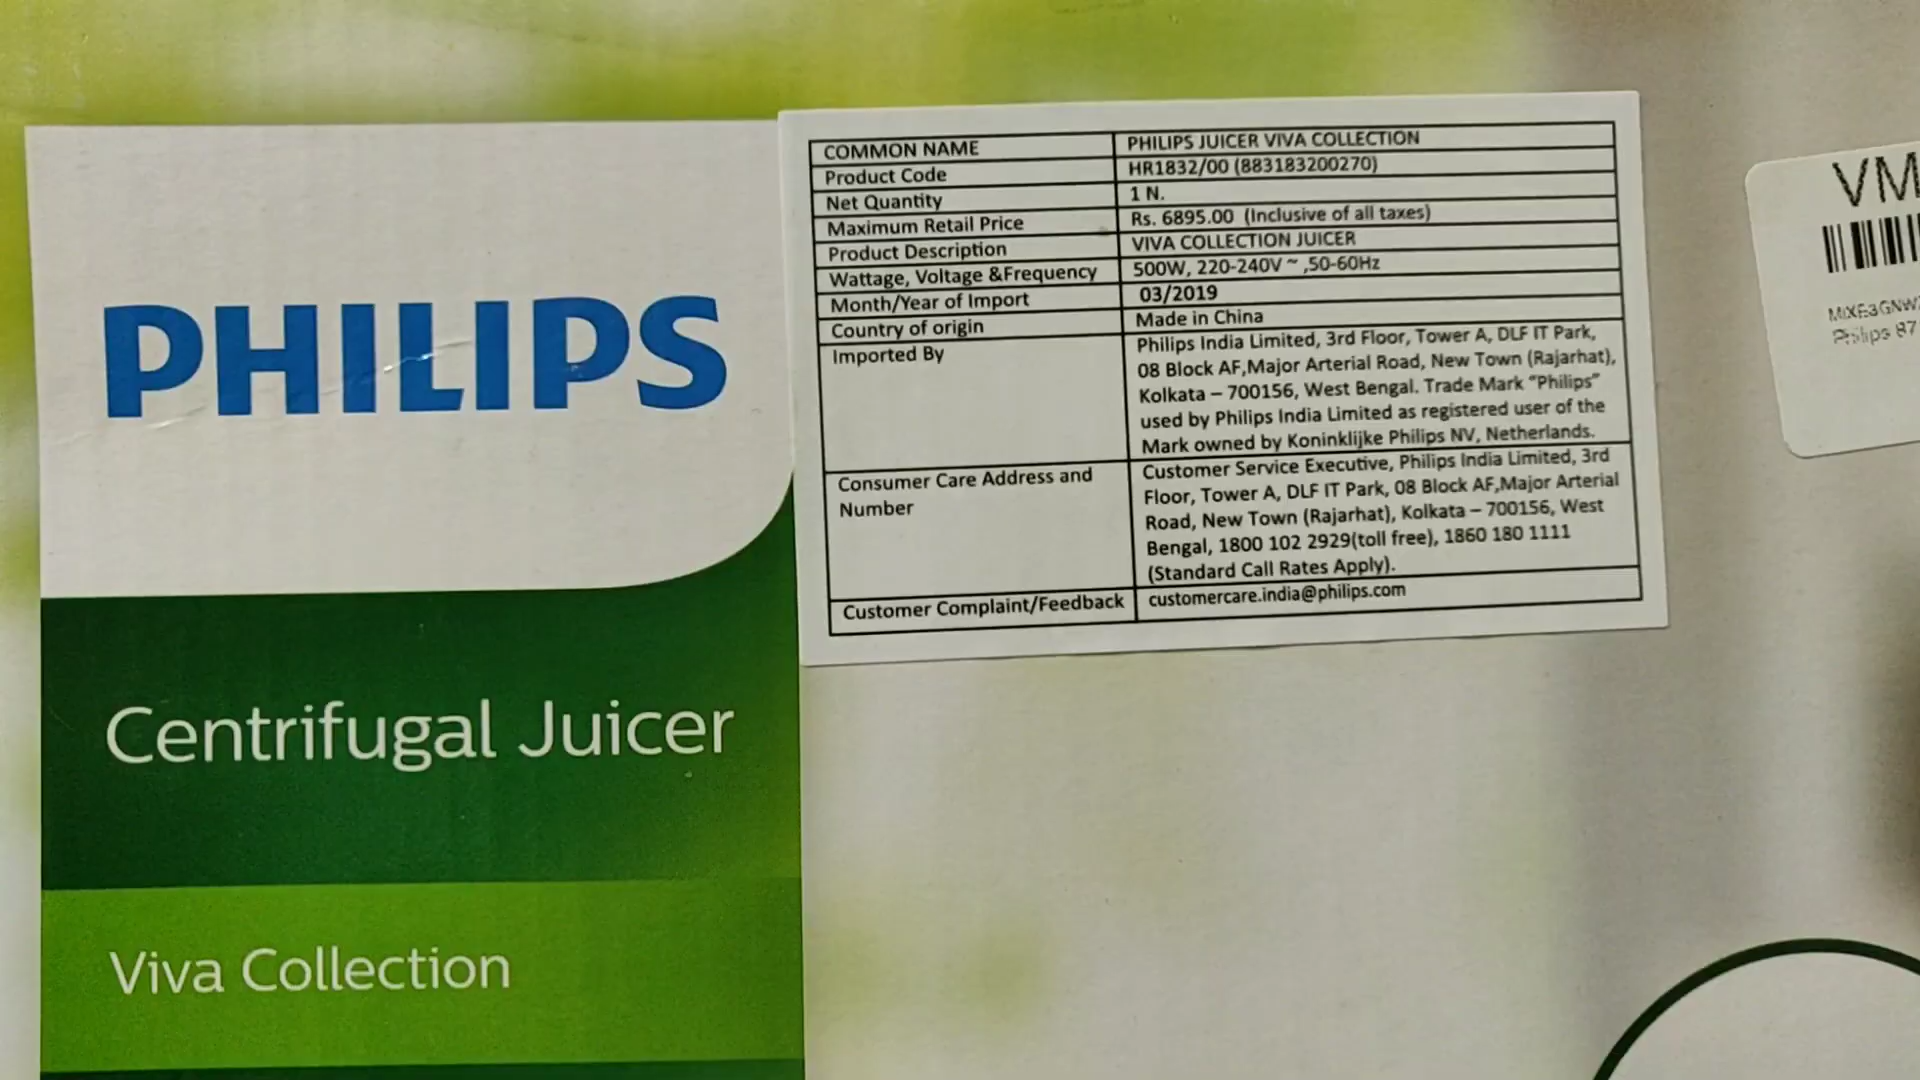 PHILIPS
Centrifugal Juicer
Viva Collection
COMMON NAME PHILIPS JUICER VIVA COLLECTION
Product Code HR1832/00 (883183200270)
Net Quantity 1 N.
Maximum Retail Price Rs. 6895.00 (Inclusive of all taxes)
Product Description VIVA COLLECTION JUICER
Wattage, Voltage &Frequency 500W, 220-240V ~ ,50-60Hz
Month/Year of Import 03/2019
Country of origin Made in China
Imported By Philips India Limited, 3rd Floor, Tower A, DLF IT Park,
08 Block AF,Major Arterial Road, New Town (Rajarhat),
Kolkata – 700156, West Bengal. Trade Mark “Philips”
used by Philips India Limited as registered user of the
Mark owned by Koninklijke Philips NV, Netherlands.
Consumer Care Address and
Number
Customer Service Executive, Philips India Limited, 3rd
Floor, Tower A, DLF IT Park, 08 Block AF,Major Arterial
Road, New Town (Rajarhat), Kolkata – 700156, West
Bengal, 1800 102 2929(toll free), 1860 180 1111
(Standard Call Rates Apply).
Customer Complaint/Feedback customercare.india@philips.com
VM
Philips 87